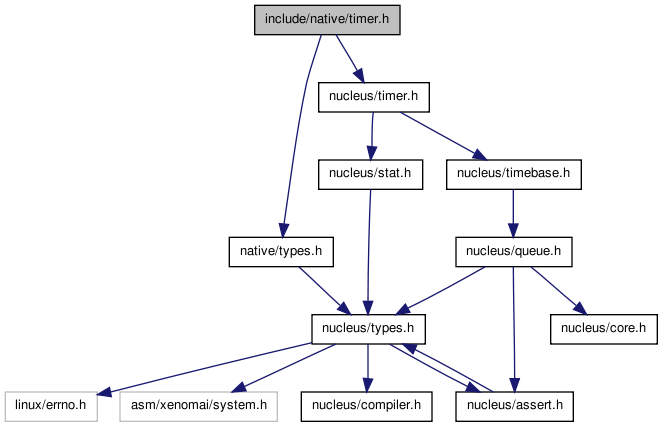 include/native/timer.h
nucleus/timer.h
nucleus/stat.h
nucleus/timebase.h
native/types.h
nucleus/queue.h
nucleus/types.h
nucleus/core.h
linux/errno.h
asm/xenomai/system.h
nucleus/compiler.h
nucleus/assert.h